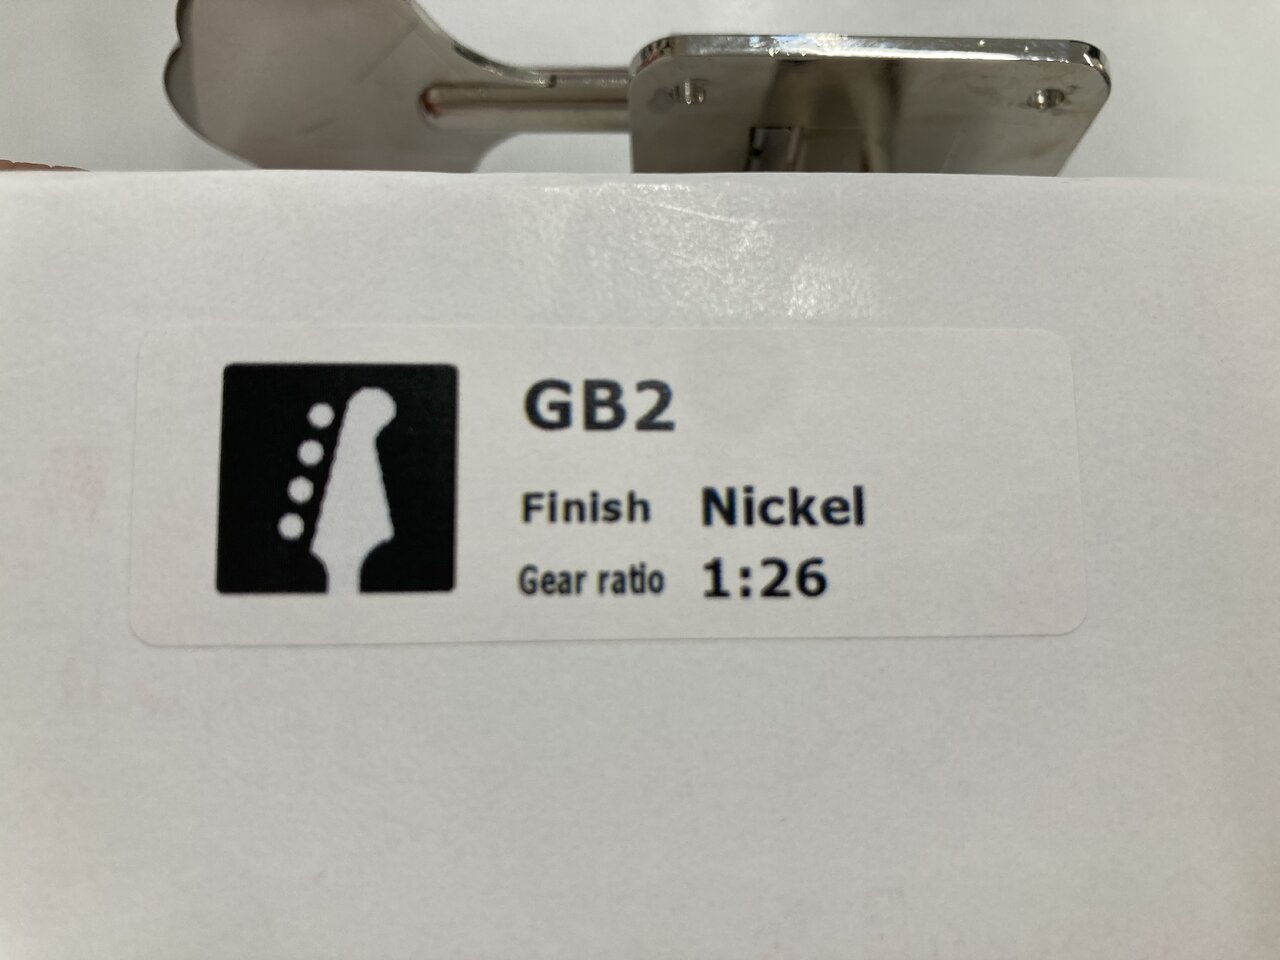 GB2
Finish Nickel
Gear ratio 1:26